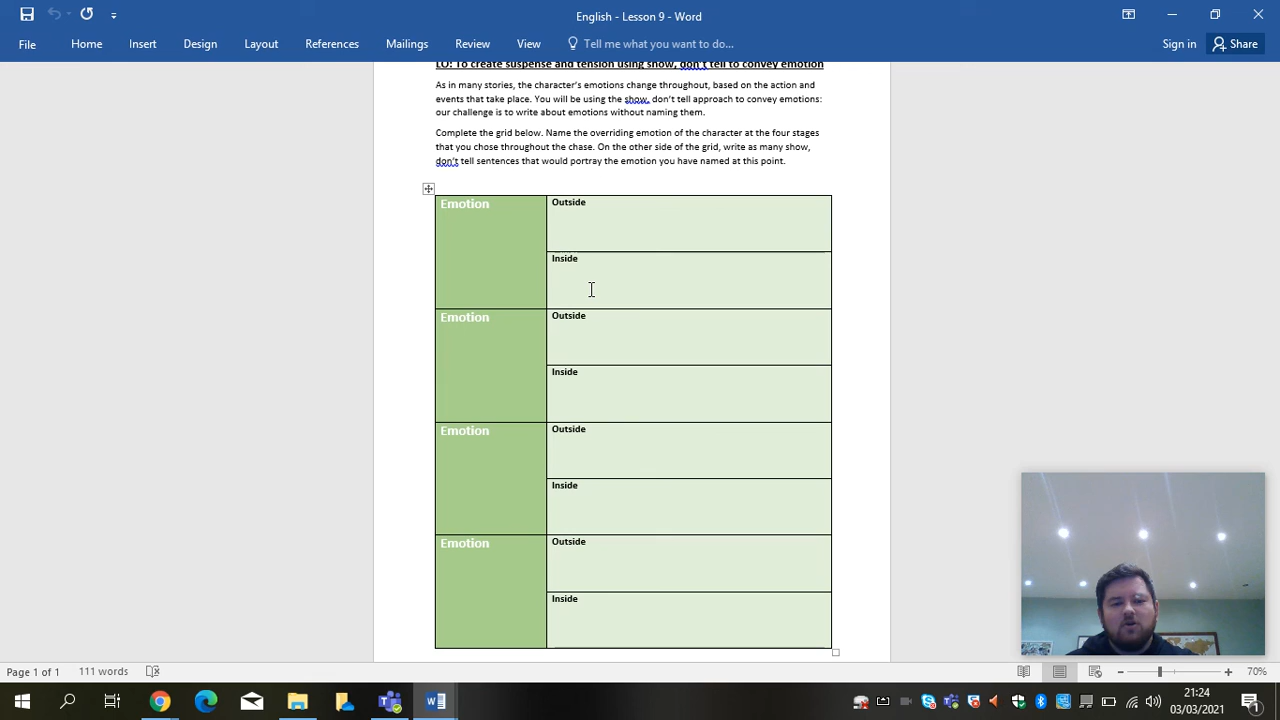 English - Lesson 9 - Word
File Home Insert Design Layout References Mailings Review View Tell me what you want to do... Sign in Share
LO: To create suspense and tension using show, don't tell to convey emotion
As in many stories, the character's emotions change throughout, based on the action and
events that take place. You will be using the show, don't tell approach to convey emotions:
our challenge is to write about emotions without naming them.
Complete the grid below. Name the overriding emotion of the character at the four stages
that you chose throughout the chase. On the other side of the grid, write as many show,
don't tell sentences that would portray the emotion you have named at this point.
Emotion
Outside
Inside
Emotion
Outside
Inside
Emotion
Outside
Inside
Emotion
Outside
Inside
Page 1 of 1 111 words 70%
21:24
03/03/2021